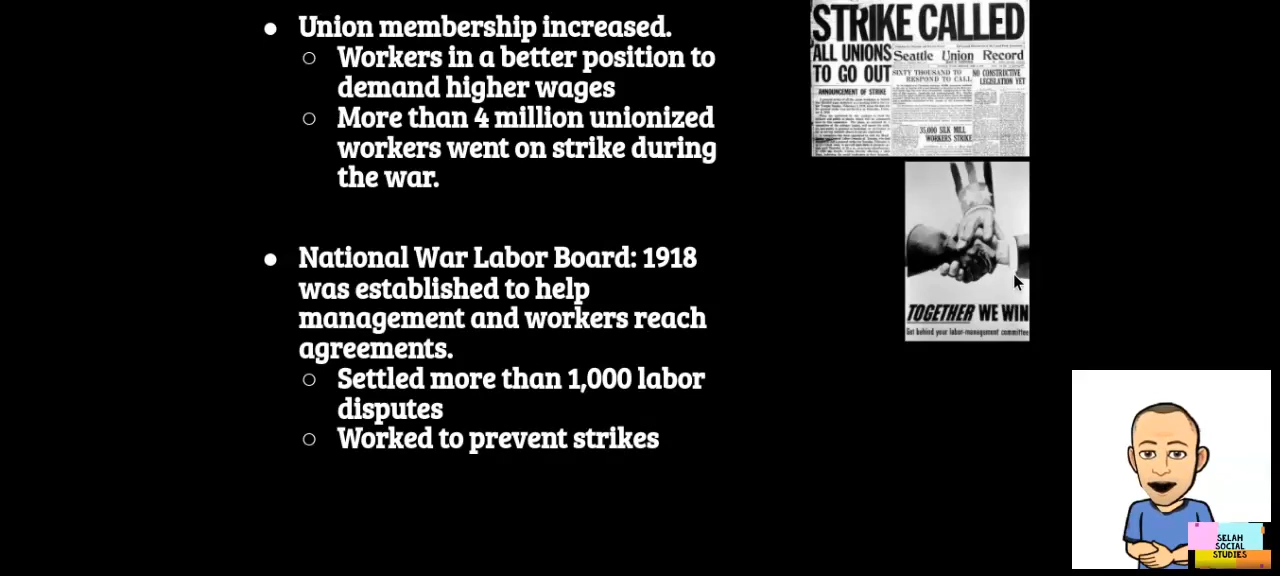 ● Union membership increased.
○ Workers in a better position to
demand higher wages
○ More than 4 million unionized
workers went on strike during
the war.
● National War Labor Board: 1918
was established to help
management and workers reach
agreements.
○ Settled more than 1,000 labor
disputes
○ Worked to prevent strikes
STRIKE CALLED
ALL UNIONS
TO GO OUT
Seattle Union Record
SIXTY THOUSAND TO
RESPOND TO CALL
NO CONSTRUCTIVE
LEGISLATION YET
ANNOUNCEMENT OF STRIKE
35,000 SILK MILL
WORKERS STRIKE
TOGETHER WE WIN
Get behind your labor-management committee
SELAH
SOCIAL
STUDIES